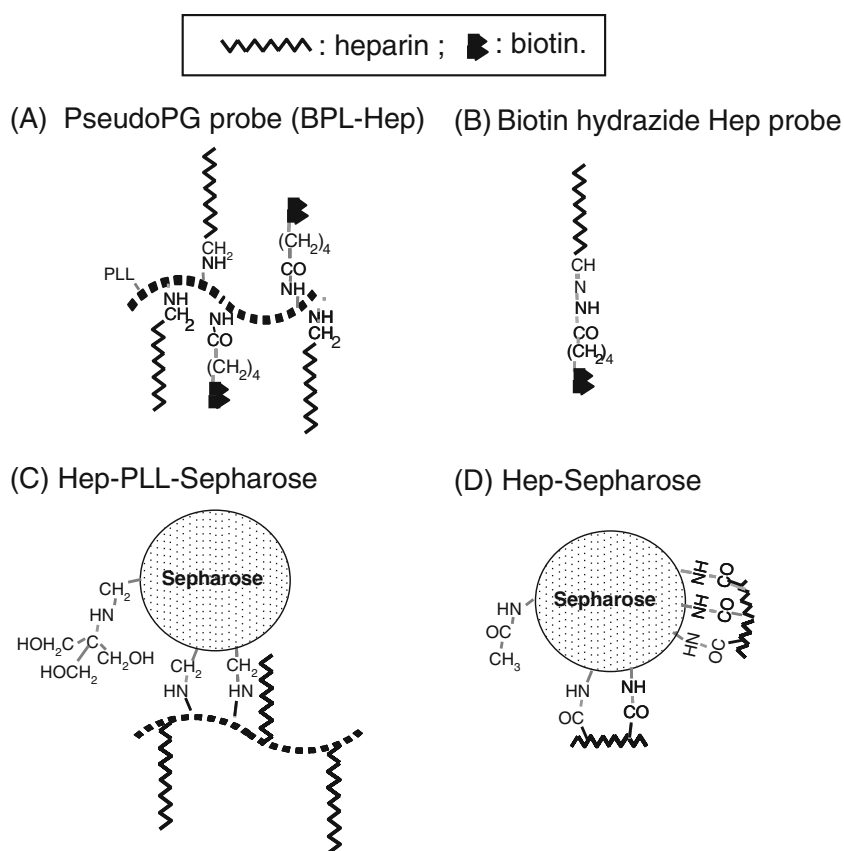 : heparin ; : biotin.
(A) PseudoPG probe (BPL-Hep)
(B) Biotin hydrazide Hep probe
CH2
NH
(CH2)4
CO
NH
PLL
NH
CH2
NH
CO
(CH2)4
NH
CH2
CH
N
NH
CO
(CH2)4
(C) Hep-PLL-Sepharose
(D) Hep-Sepharose
Sepharose
CH2
HN
HOH2C
C
CH2OH
HOCH2
CH2
HN
CH2
HN
Sepharose
NH
CO
NH
CO
NH
OC
HN
OC
CH3
HN
OC
NH
CO